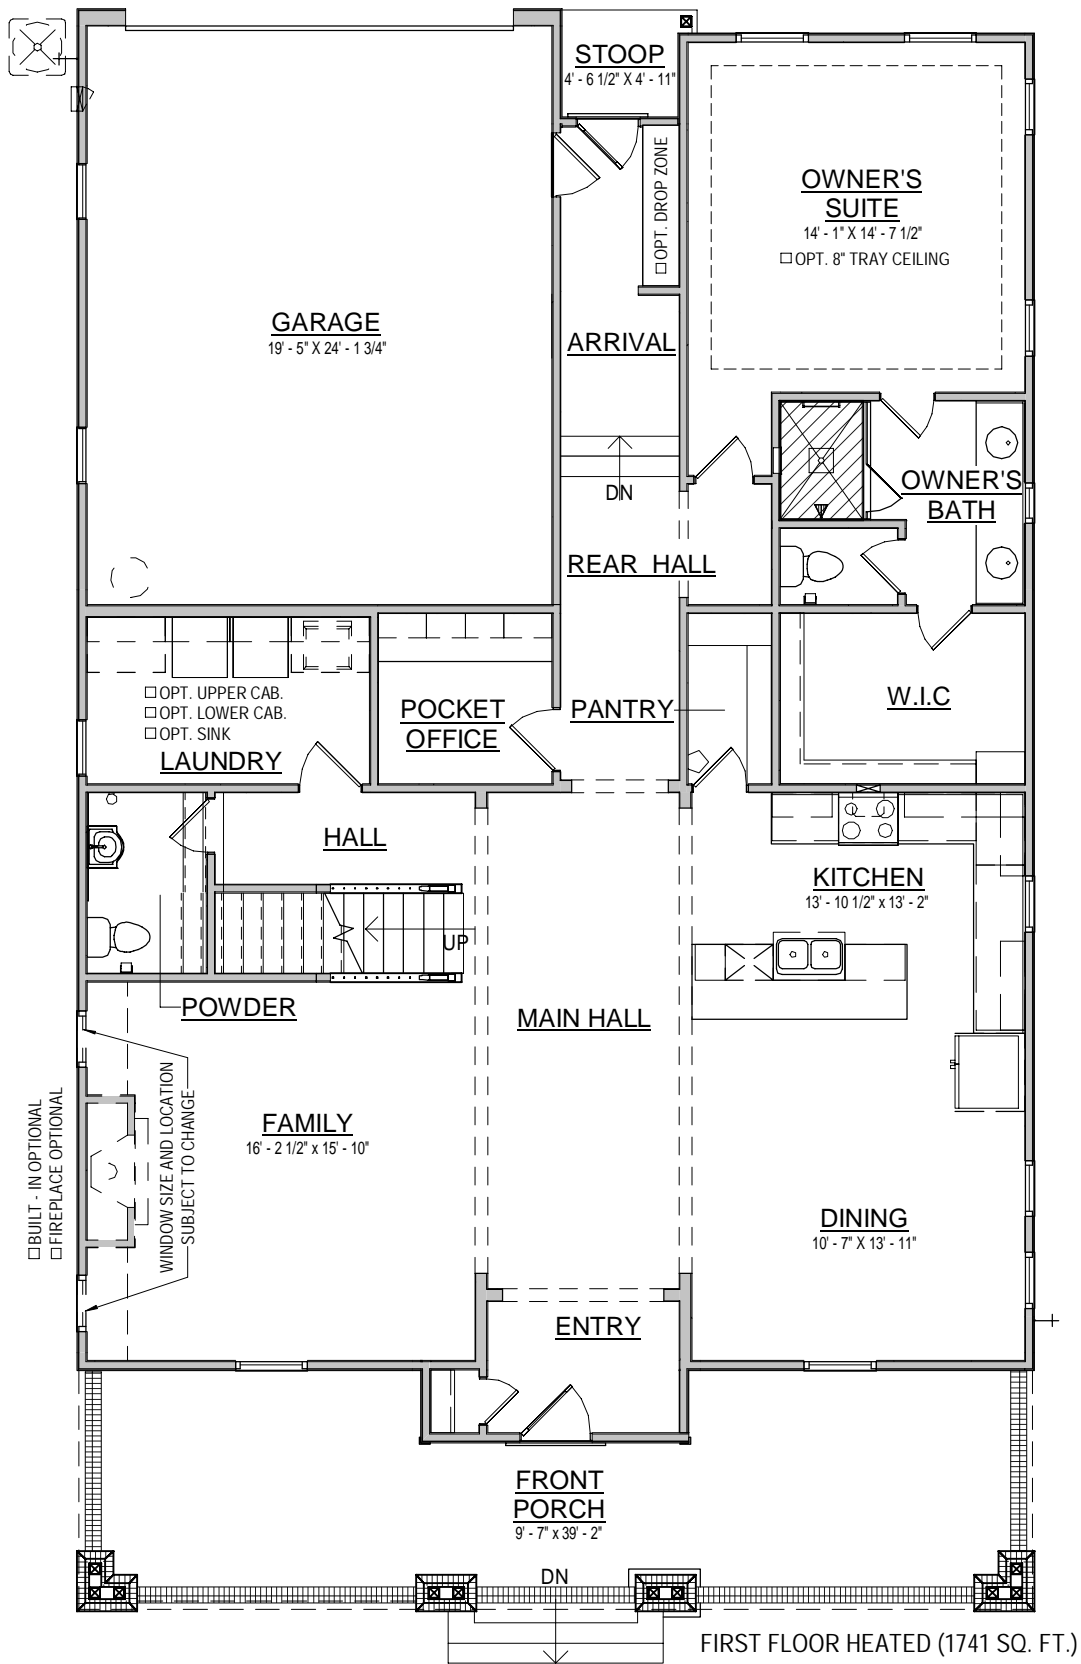 STOOP
4' - 6 1/2" X 4' - 11"
OPT. DROP ZONE
OWNER'S
SUITE
14' - 1" X 14' - 7 1/2"
OPT. 8" TRAY CEILING
GARAGE
19' - 5" X 24' - 1 3/4"
ARRIVAL
DN
OWNER'S
BATH
REAR HALL
OPT. UPPER CAB.
OPT. LOWER CAB.
OPT. SINK
LAUNDRY
POCKET
OFFICE
PANTRY
W.I.C
HALL
KITCHEN
13' - 10 1/2" x 13' - 2"
UP
POWDER
MAIN HALL
WINDOW SIZE AND LOCATION
SUBJECT TO CHANGE
BUILT - IN OPTIONAL
FIREPLACE OPTIONAL
FAMILY
16' - 2 1/2" x 15' - 10"
DINING
10' - 7" X 13' - 11"
ENTRY
FRONT
PORCH
9' - 7" x 39' - 2"
DN
FIRST FLOOR HEATED (1741 SQ. FT.)